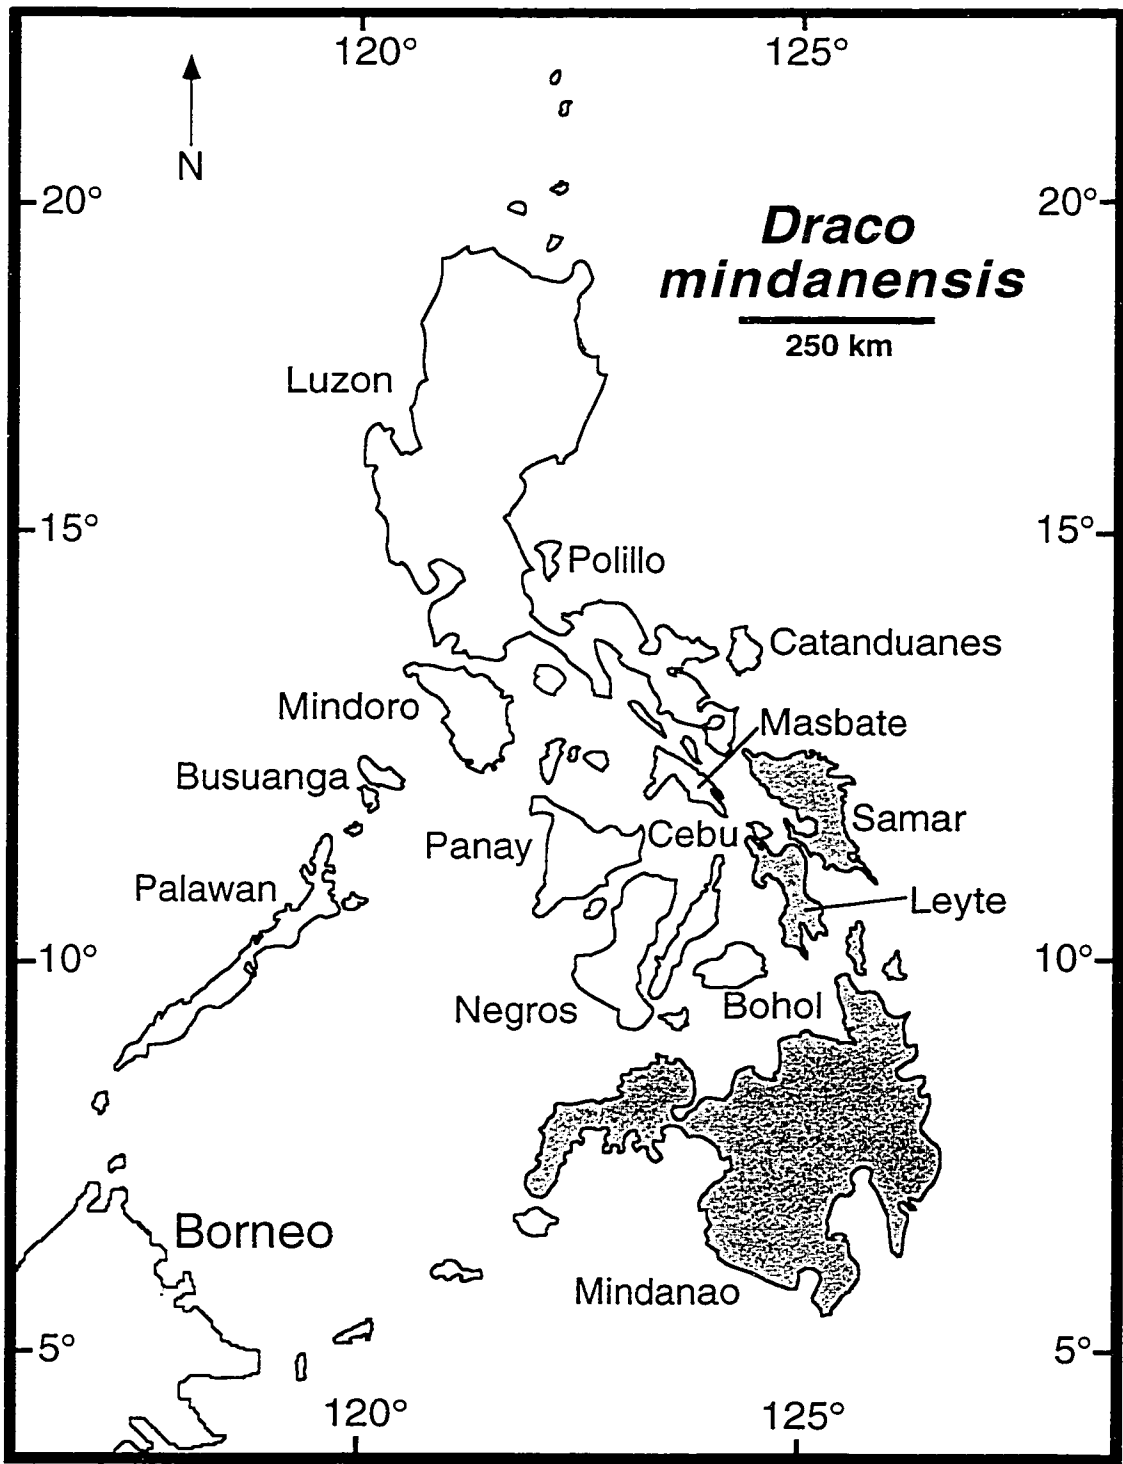 120° 125°
N
20° 20°
Draco
mindanensis
250 km
Luzon
15° 15°
Polillo
Catanduanes
Mindoro
Masbate
Busuanga
Samar
Panay
Cebu
Palawan
Leyte
10° 10°
Negros
Bohol
Borneo
Mindanao
5° 5°
120° 125°